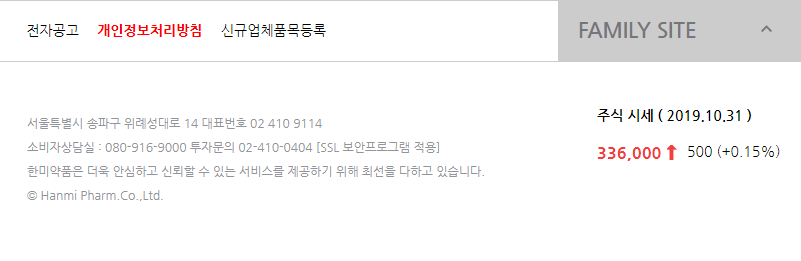 전자공고 개인정보처리방침 신규업체품목등록
FAMILY SITE
서울특별시 송파구 위례성대로 14 대표번호 02 410 9114
소비자상담실 : 080-916-9000 투자문의 02-410-0404 [SSL 보안프로그램 적용]
한미약품은 더욱 안심하고 신뢰할 수 있는 서비스를 제공하기 위해 최선을 다하고 있습니다.
© Hanmi Pharm.Co.,Ltd.
주식 시세 ( 2019.10.31 )
336,000 500 (+0.15%)